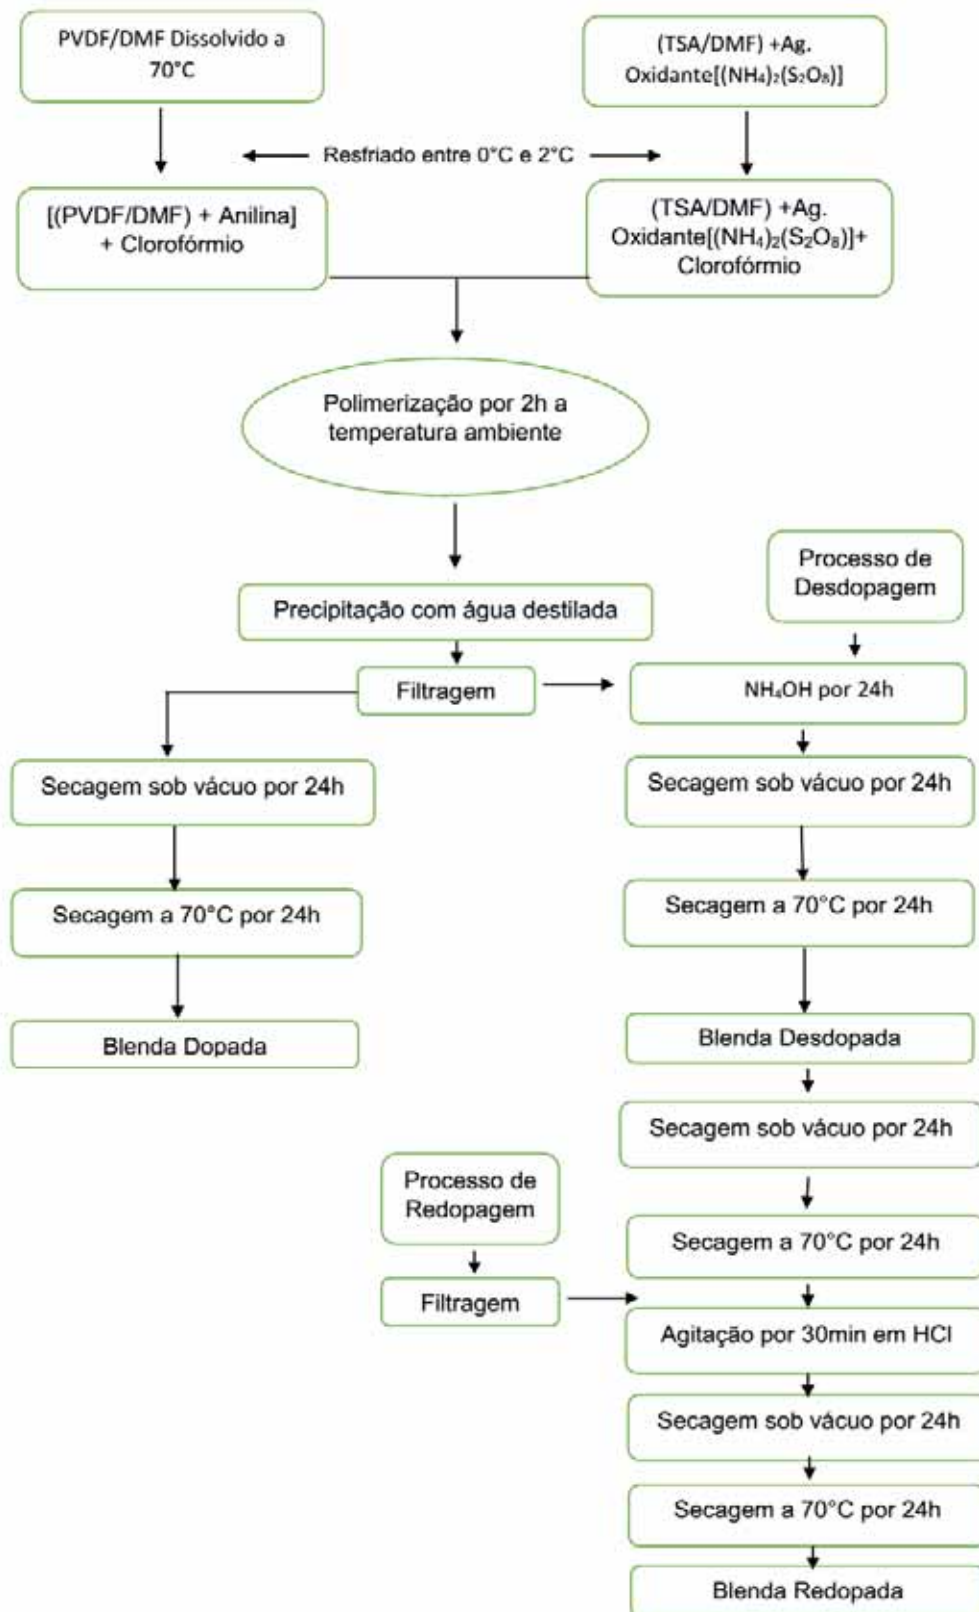 PVDF/DMF Dissolvido a
70°C
(TSA/DMF) +Ag.
Oxidante[(NH₄)₂(S₂O₈)]
Resfriado entre 0°C e 2°C
[(PVDF/DMF) + Anilina]
+ Clorofórmio
(TSA/DMF) +Ag.
Oxidante[(NH₄)₂(S₂O₈)]+
Clorofórmio
Polimerização por 2h a
temperatura ambiente
Processo de
Desdopagem
Precipitação com água destilada
Filtragem
NH₄OH por 24h
Secagem sob vácuo por 24h
Secagem sob vácuo por 24h
Secagem a 70°C por 24h
Secagem a 70°C por 24h
Blenda Dopada
Blenda Desdopada
Secagem sob vácuo por 24h
Processo de
Redopagem
Secagem a 70°C por 24h
Filtragem
Agitação por 30min em HCl
Secagem sob vácuo por 24h
Secagem a 70°C por 24h
Blenda Redopada